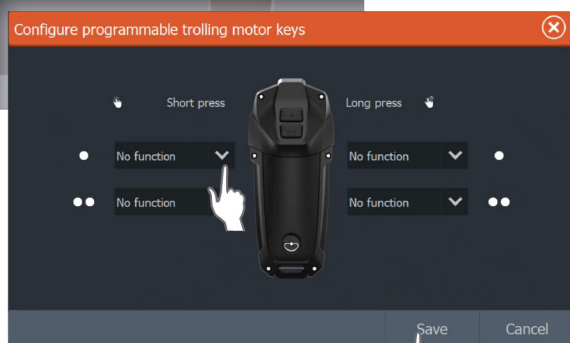 Configure programmable trolling motor keys
Short press
Long press
No function
No function
No function
No function
Save
Cancel